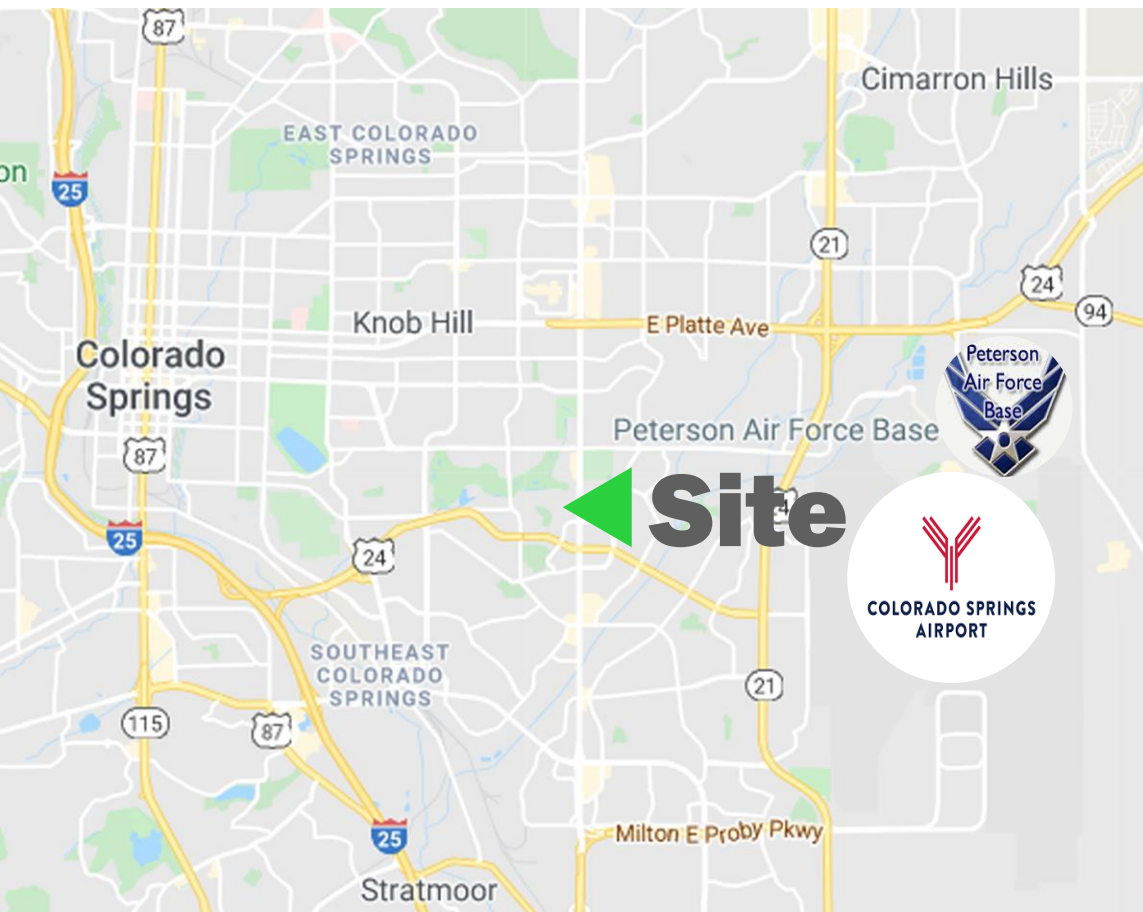 87
Cimarron Hills
EAST COLORADO
SPRINGS
on
25
21
24
94
Knob Hill
E Platte Ave
Colorado
Springs
Peterson
Air Force
Base
Peterson Air Force Base
87
Site
25
24
COLORADO SPRINGS
AIRPORT
SOUTHEAST
COLORADO
SPRINGS
21
115
87
25
Milton E Proby Pkwy
Stratmoor